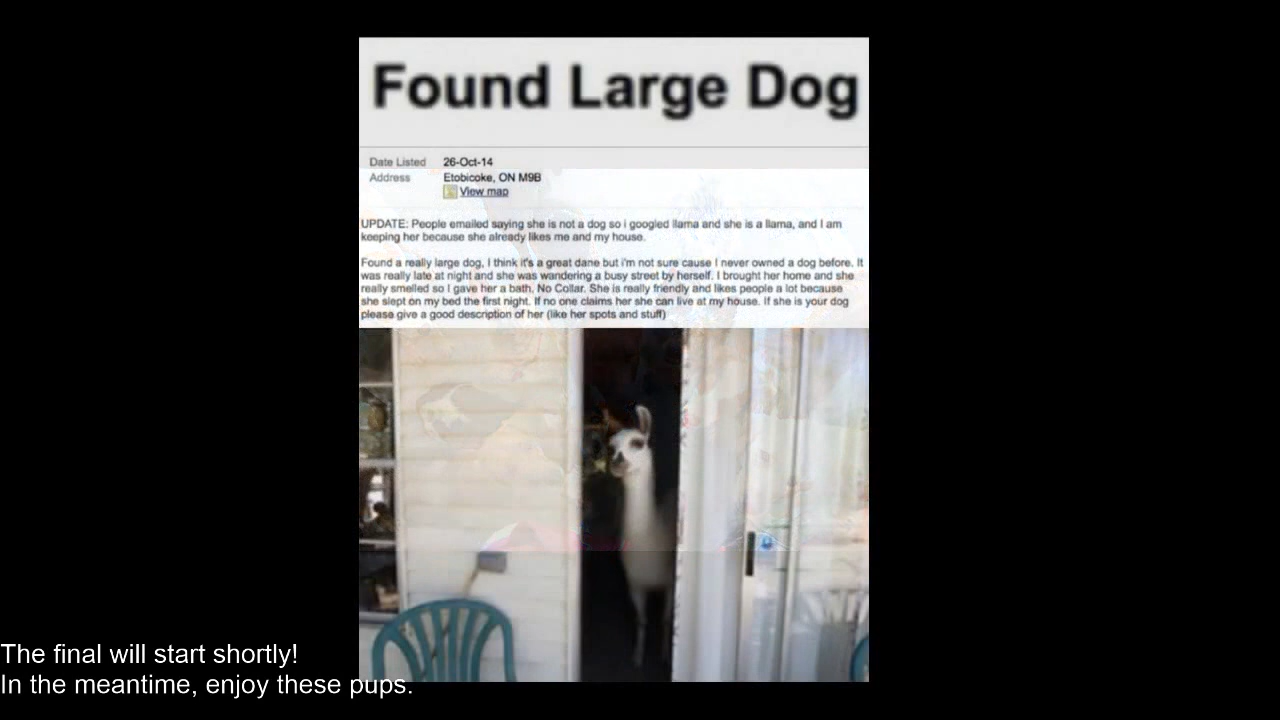 Found Large Dog
Date Listed 26-Oct-14
Address Etobicoke, ON M9B
View map
UPDATE: People emailed saying she is not a dog so i googled llama and she is a llama, and I am
keeping her because she already likes me and my house.
Found a really large dog, I think it's a great dane but i'm not sure cause I never owned a dog before. It
was really late at night and she was wandering a busy street by herself. I brought her home and she
really smelled so I gave her a bath. No Collar. She is really friendly and likes people a lot because
she slept on my bed the first night. If no one claims her she can live at my house. If she is your dog
please give a good description of her (like her spots and stuff)
The final will start shortly!
In the meantime, enjoy these pups.